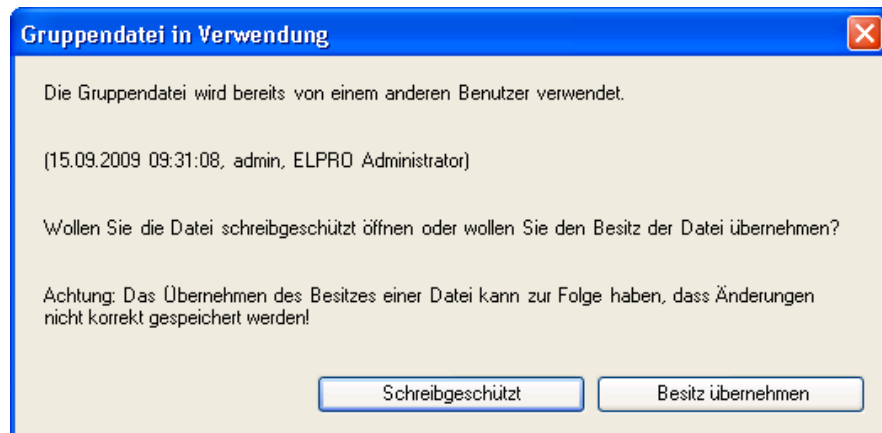 Gruppendatei in Verwendung
Die Gruppendatei wird bereits von einem anderen Benutzer verwendet.
(15.09.2009 09:31:08, admin, ELPRO Administrator)
Wollen Sie die Datei schreibgeschützt öffnen oder wollen Sie den Besitz der Datei übernehmen?
Achtung: Das Übernehmen des Besitzes einer Datei kann zur Folge haben, dass Änderungen
nicht korrekt gespeichert werden!
Schreibgeschützt Besitz übernehmen